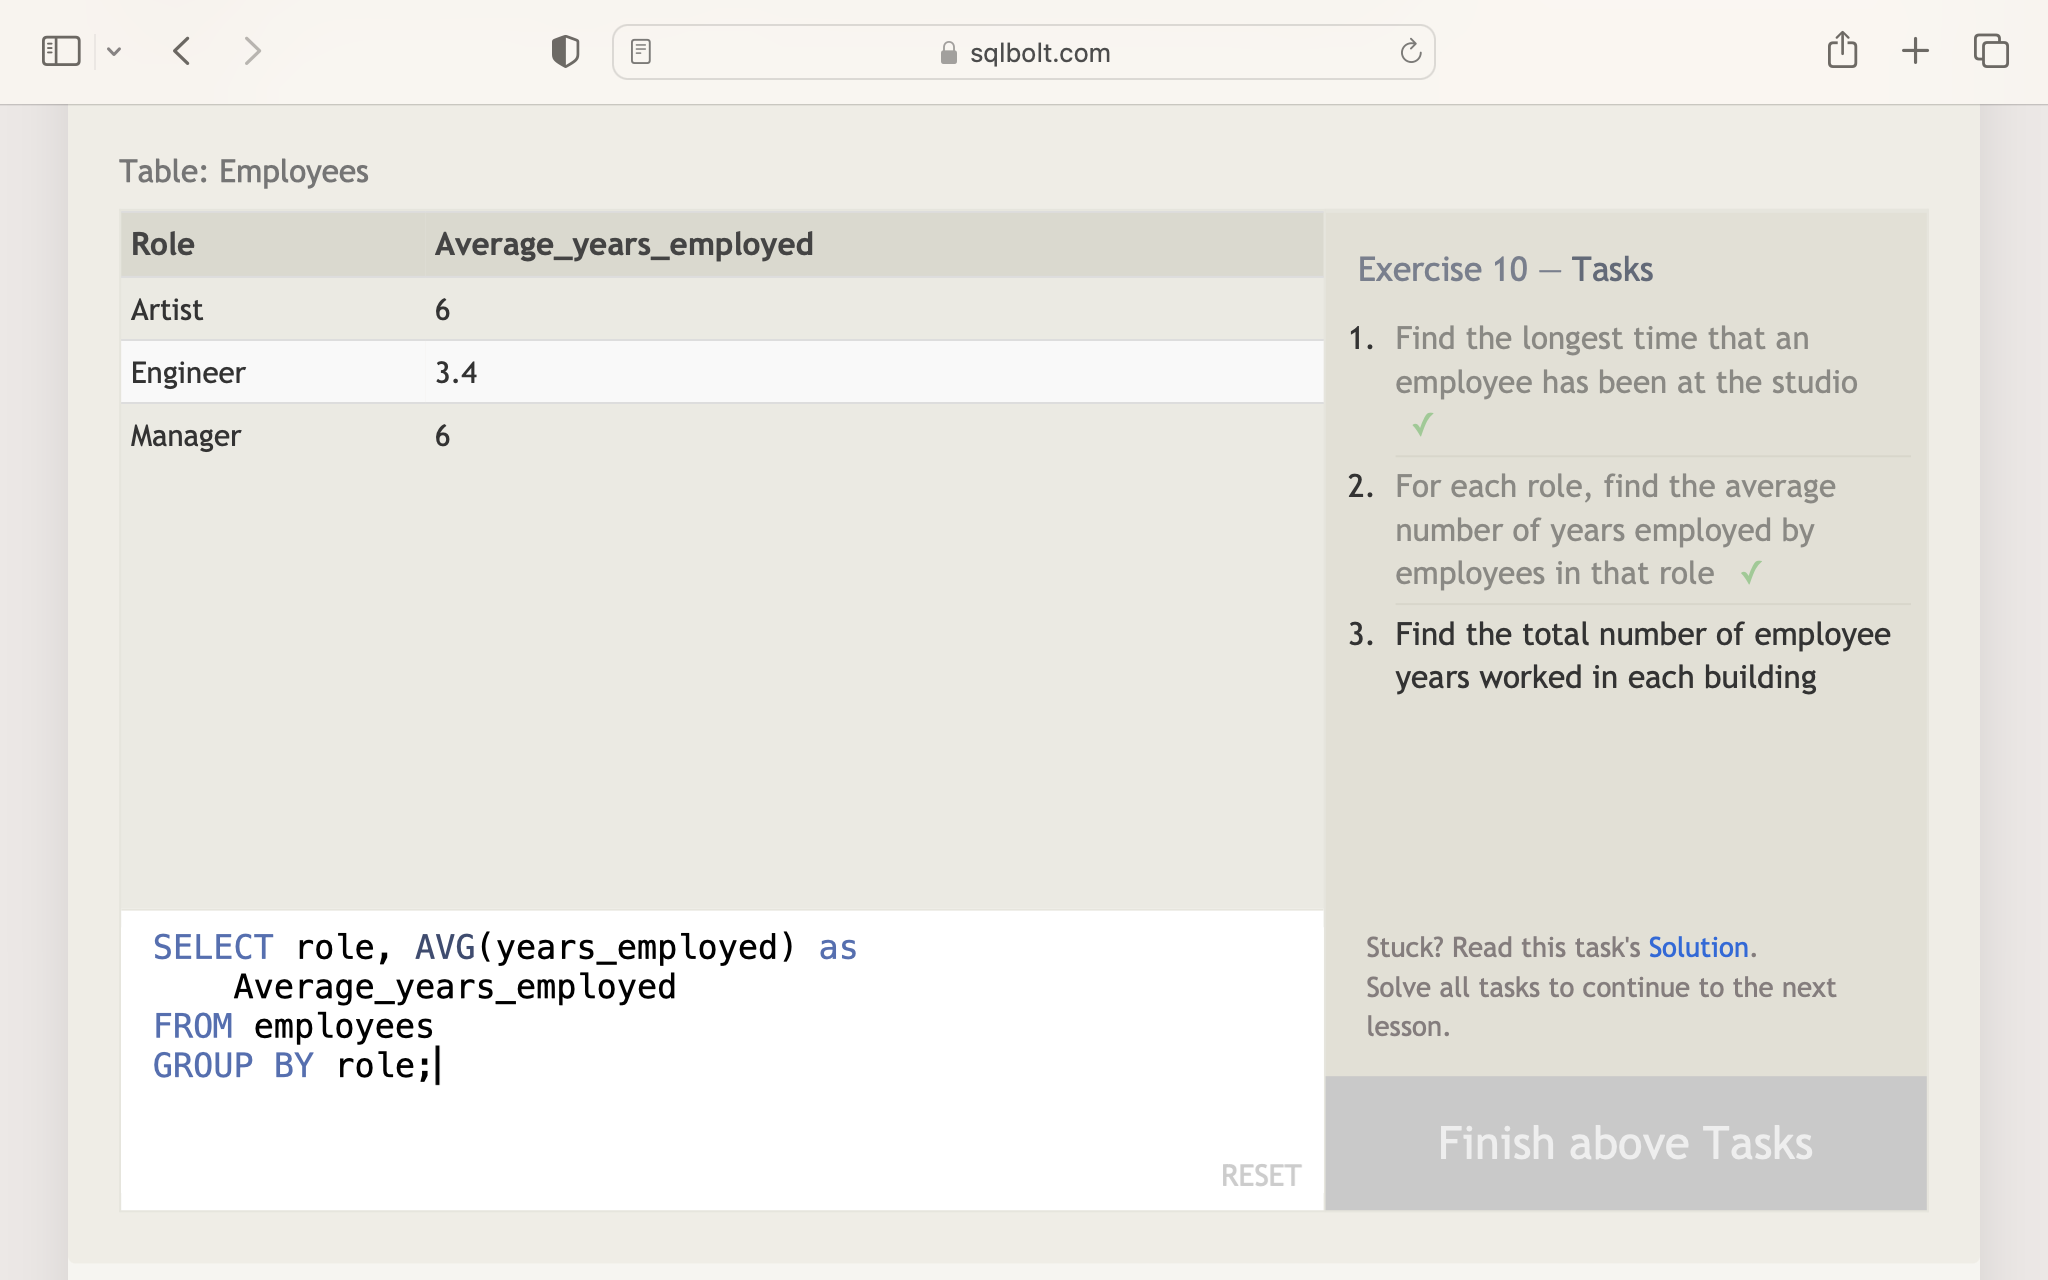 sqlbolt.com
Table: Employees
Role Average_years_employed
Artist 6
Engineer 3.4
Manager 6
SELECT role, AVG(years_employed) as
Average_years_employed
FROM employees
GROUP BY role;
RESET
Exercise 10 — Tasks
1. Find the longest time that an
employee has been at the studio
✓
2. For each role, find the average
number of years employed by
employees in that role ✓
3. Find the total number of employee
years worked in each building
Stuck? Read this task's Solution.
Solve all tasks to continue to the next
lesson.
Finish above Tasks